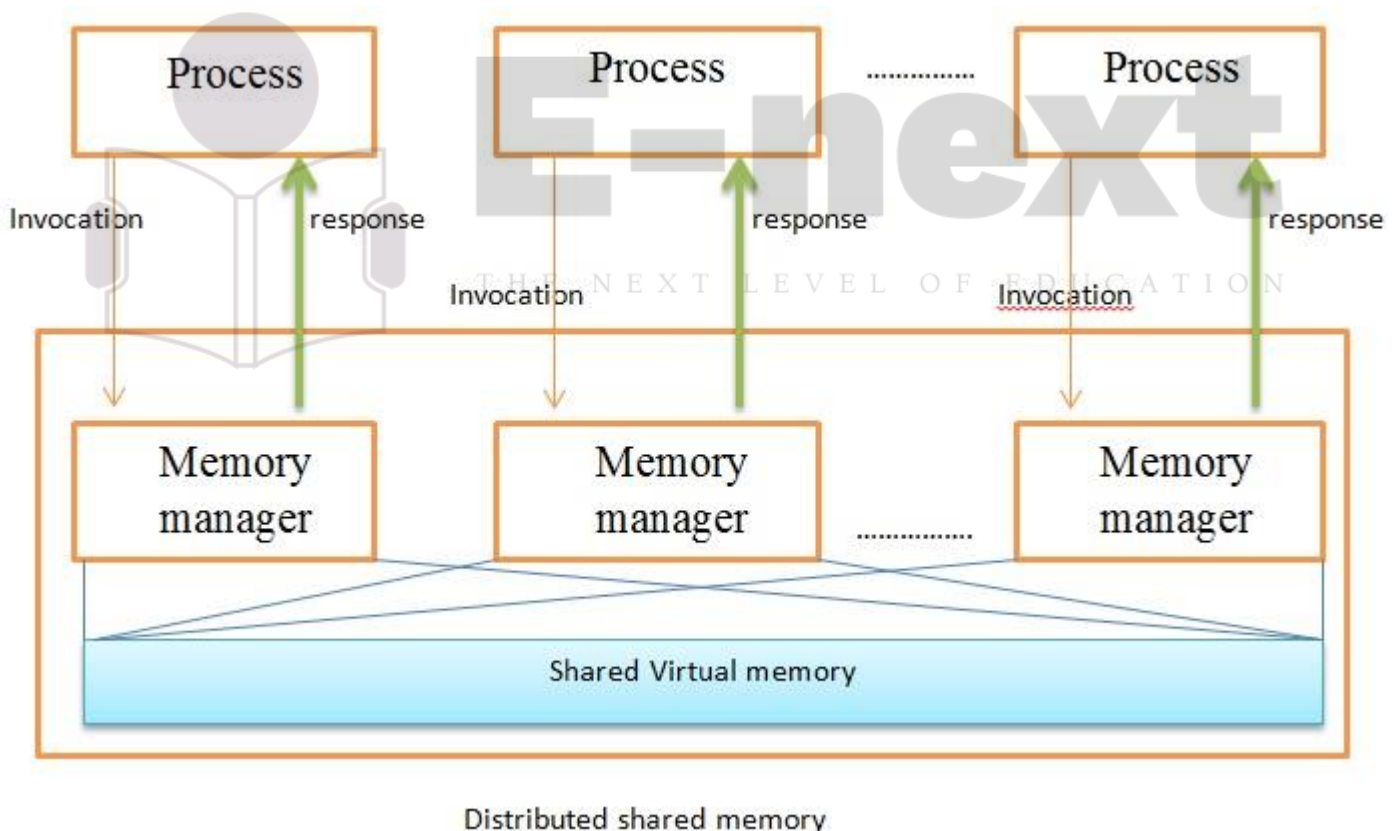 Process
Process
...............
Process
E-next
Invocation
response
response
response
THE NEXT LEVEL OF EDUCATION
Invocation
Invocation
Memory
manager
Memory
manager
................
Memory
manager
Shared Virtual memory
Distributed shared memory